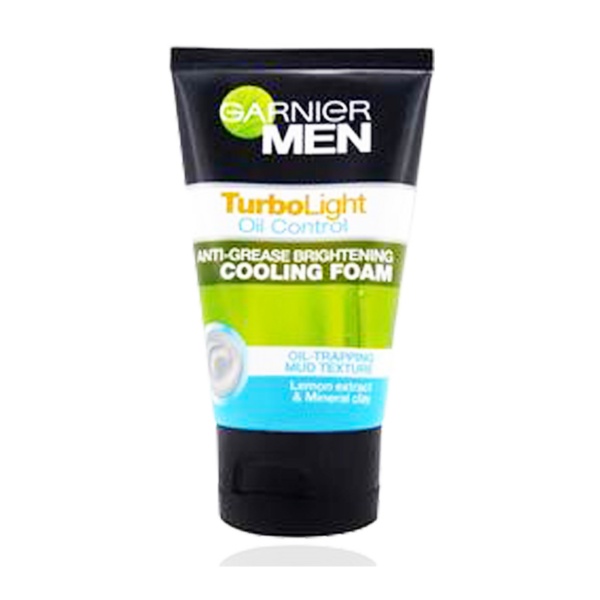 GARNIER
MEN
TurboLight
Oil Control
ANTI-GREASE BRIGHTENING
COOLING FOAM
OIL-TRAPPING
MUD TEXTURE
Lemon extract
& Mineral clay